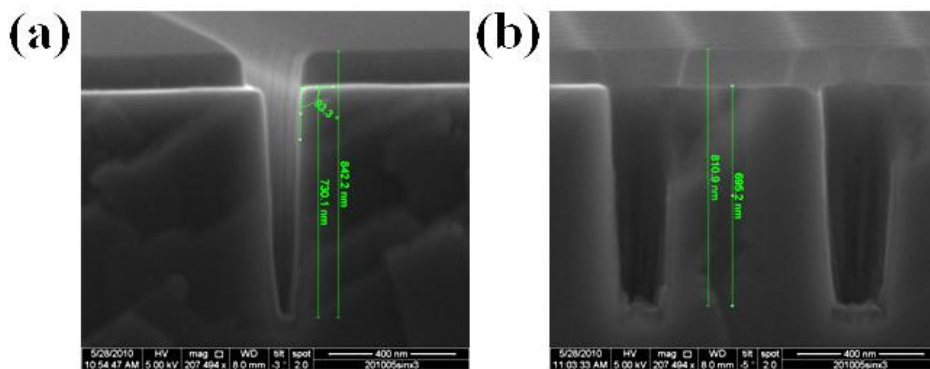 (a)
93.3
730.1 nm
842.2 nm
5/28/2010 HV mag WD tilt spot 400 nm
10:54:47 AM 5.00 kV 207 494 x 8.0 mm -3 ° 2.0 201005sinx3
(b)
810.9 nm
695.2 nm
5/28/2010 HV mag WD tilt spot 400 nm
11:03:33 AM 5.00 kV 207 494 x 8.0 mm -5 ° 2.0 201005sinx3